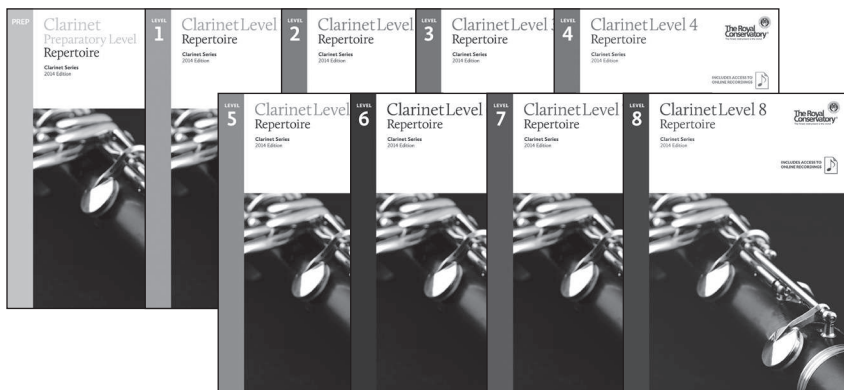 PREP
Clarinet
Preparatory Level
Repertoire
Clarinet Series
2014 Edition
LEVEL
1
Clarinet Level
Repertoire
Clarinet Series
2014 Edition
LEVEL
2
Clarinet Level
Repertoire
Clarinet Series
2014 Edition
LEVEL
3
Clarinet Level 3
Repertoire
Clarinet Series
2014 Edition
LEVEL
4
Clarinet Level 4
Repertoire
Clarinet Series
2014 Edition
The Royal
Conservatory
INCLUDES ACCESS TO
ONLINE RECORDINGS
LEVEL
5
Clarinet Level
Repertoire
Clarinet Series
2014 Edition
LEVEL
6
Clarinet Level
Repertoire
Clarinet Series
2014 Edition
LEVEL
7
Clarinet Level
Repertoire
Clarinet Series
2014 Edition
LEVEL
8
Clarinet Level 8
Repertoire
Clarinet Series
2014 Edition
The Royal
Conservatory
INCLUDES ACCESS TO
ONLINE RECORDINGS